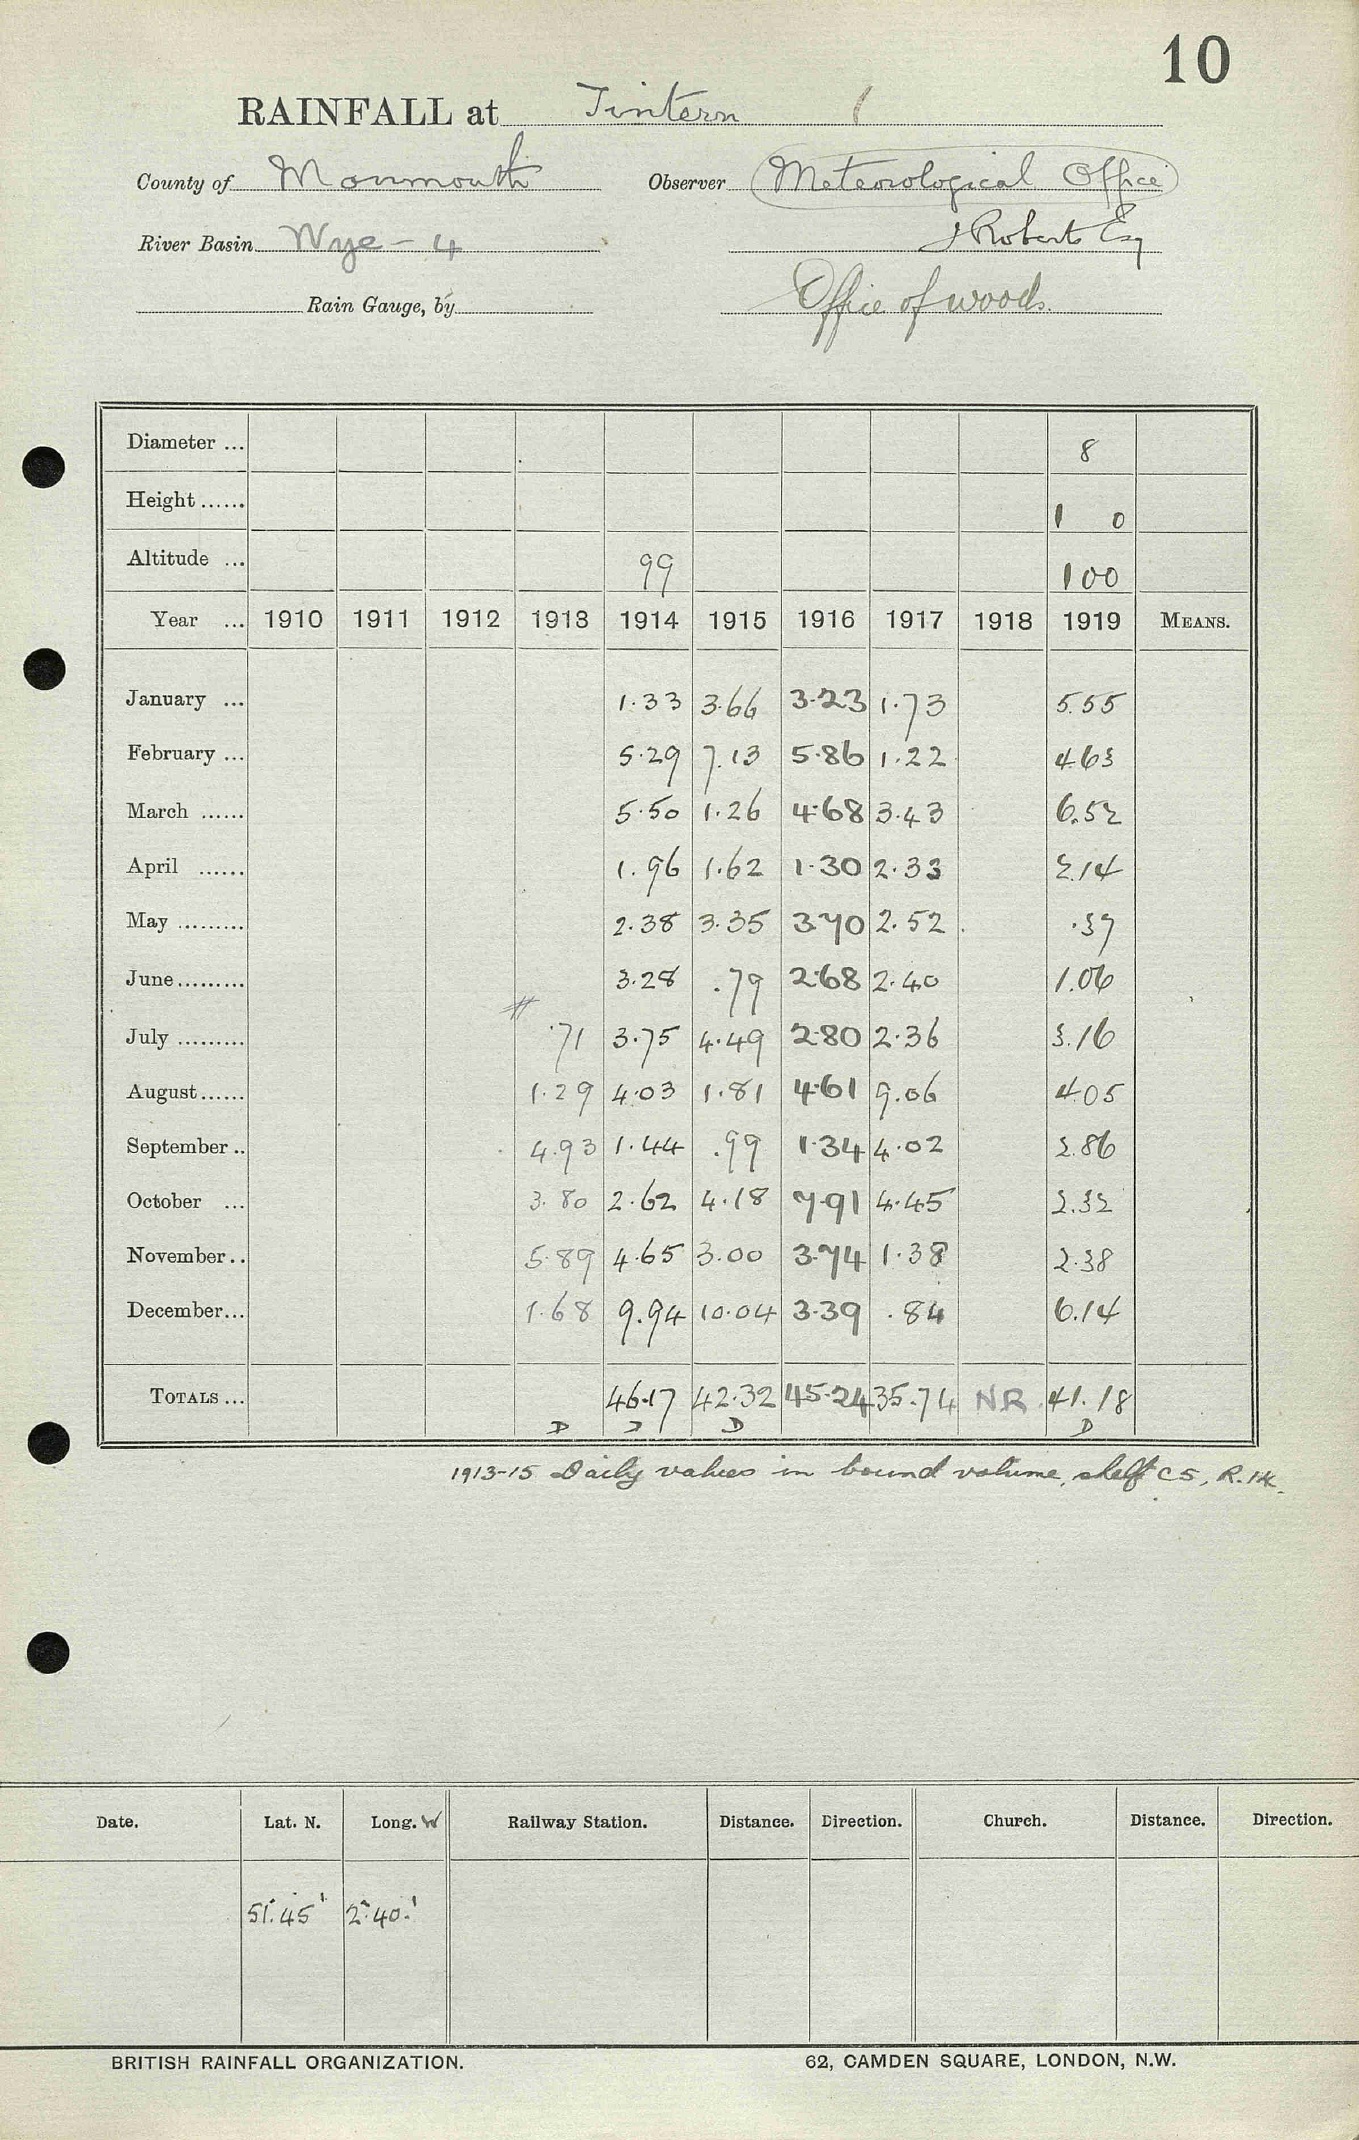 10
RAINFALL at Tintern
County of Monmouth Observer Meteorological Office
River Basin Wye - 4 J Roberts Esq
Rain Gauge, by Office of woods.
Diameter ... 8
Height ...... 1 0
Altitude ... 99 100
Year ... 1910 1911 1912 1913 1914 1915 1916 1917 1918 1919 MEANS.
January ... 1.33 3.66 3.23 1.73 5.55
February ... 5.29 7.13 5.86 1.22 4.63
March ...... 5.50 1.26 4.68 3.43 6.52
April ...... 1.96 1.62 1.30 2.33 2.14
May ......... 2.38 3.35 3.70 2.52 .37
June ......... 3.28 .79 2.68 2.40 1.06
July ......... .71 3.75 4.49 2.80 2.36 3.16
August ...... 1.29 4.03 1.81 4.61 9.06 4.05
September .. 4.93 1.44 .99 1.34 4.02 2.86
October ... 3.80 2.62 4.18 7.91 4.45 2.32
November .. 5.89 4.65 3.00 3.74 1.38 2.38
December ... 1.68 9.94 10.04 3.39 .84 6.14
TOTALS ... 46.17 42.32 45.24 35.74 N.R. 41.18
D D D D
1913-15 Daily values in bound volume, shelf C5, R.
Date. Lat. N. Long. W Railway Station. Distance. Direction. Church. Distance. Direction.
51°.45' 2°.40.'
BRITISH RAINFALL ORGANIZATION. 62, CAMDEN SQUARE, LONDON, N.W.